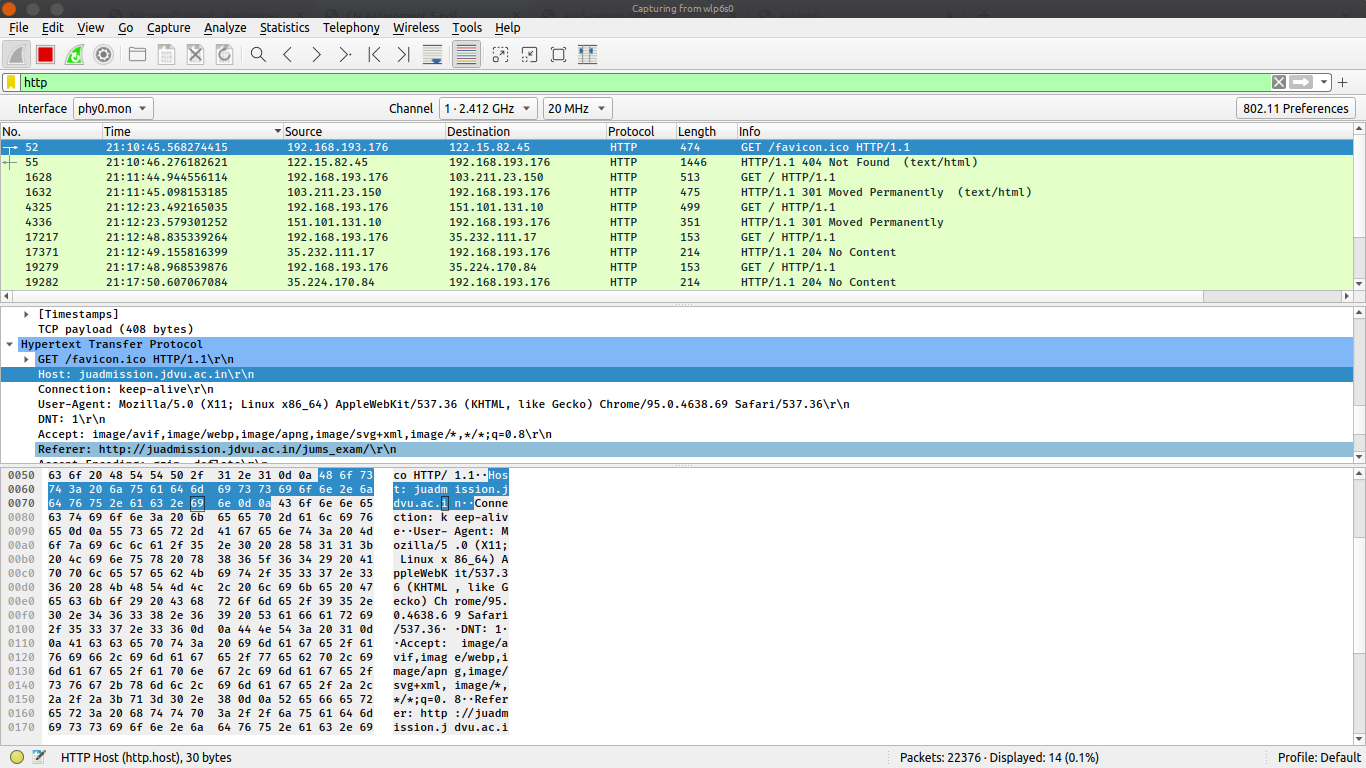 Capturing from wlp6s0
File Edit View Go Capture Analyze Statistics Telephony Wireless Tools Help
http
Interface phy0.mon Channel 1 · 2.412 GHz 20 MHz 802.11 Preferences
No. Time Source Destination Protocol Length Info
52 21:10:45.568274415 192.168.193.176 122.15.82.45 HTTP 474 GET /favicon.ico HTTP/1.1
55 21:10:46.276182621 122.15.82.45 192.168.193.176 HTTP 1446 HTTP/1.1 404 Not Found (text/html)
1628 21:11:44.944556114 192.168.193.176 103.211.23.150 HTTP 513 GET / HTTP/1.1
1632 21:11:45.098153185 103.211.23.150 192.168.193.176 HTTP 475 HTTP/1.1 301 Moved Permanently (text/html)
4325 21:12:23.492165035 192.168.193.176 151.101.131.10 HTTP 499 GET / HTTP/1.1
4336 21:12:23.579301252 151.101.131.10 192.168.193.176 HTTP 351 HTTP/1.1 301 Moved Permanently
17217 21:12:48.835339264 192.168.193.176 35.232.111.17 HTTP 153 GET / HTTP/1.1
17371 21:12:49.155816399 35.232.111.17 192.168.193.176 HTTP 214 HTTP/1.1 204 No Content
19279 21:17:48.968539876 192.168.193.176 35.224.170.84 HTTP 153 GET / HTTP/1.1
19282 21:17:50.607067084 35.224.170.84 192.168.193.176 HTTP 214 HTTP/1.1 204 No Content
[Timestamps]
TCP payload (408 bytes)
Hypertext Transfer Protocol
GET /favicon.ico HTTP/1.1\r\n
Host: juadmission.jdvu.ac.in\r\n
Connection: keep-alive\r\n
User-Agent: Mozilla/5.0 (X11; Linux x86_64) AppleWebKit/537.36 (KHTML, like Gecko) Chrome/95.0.4638.69 Safari/537.36\r\n
DNT: 1\r\n
Accept: image/avif,image/webp,image/apng,image/svg+xml,image/*,*/*;q=0.8\r\n
Referer: http://juadmission.jdvu.ac.in/jums_exam/\r\n
0050 63 6f 20 48 54 54 50 2f 31 2e 31 0d 0a 48 6f 73 co HTTP/ 1.1··Hos
0060 74 3a 20 6a 75 61 64 6d 69 73 73 69 6f 6e 2e 6a t: juadm ission.j
0070 64 76 75 2e 61 63 2e 69 6e 0d 0a 43 6f 6e 6e 65 dvu.ac.i n··Conne
0080 63 74 69 6f 6e 3a 20 6b 65 65 70 2d 61 6c 69 76 ction: k eep-aliv
0090 65 0d 0a 55 73 65 72 2d 41 67 65 6e 74 3a 20 4d e··User- Agent: M
00a0 6f 7a 69 6c 6c 61 2f 35 2e 30 20 28 58 31 31 3b ozilla/5 .0 (X11;
00b0 20 4c 69 6e 75 78 20 78 38 36 5f 36 34 29 20 41 Linux x 86_64) A
00c0 70 70 6c 65 57 65 62 4b 69 74 2f 35 33 37 2e 33 ppleWebK it/537.3
00d0 36 20 28 4b 48 54 4d 4c 2c 20 6c 69 6b 65 20 47 6 (KHTML , like G
00e0 65 63 6b 6f 29 20 43 68 72 6f 6d 65 2f 39 35 2e ecko) Ch rome/95.
00f0 30 2e 34 36 33 38 2e 36 39 20 53 61 66 61 72 69 0.4638.6 9 Safari
0100 2f 35 33 37 2e 33 36 0d 0a 44 4e 54 3a 20 31 0d /537.36· ·DNT: 1·
0110 0a 41 63 63 65 70 74 3a 20 69 6d 61 67 65 2f 61 ·Accept: image/a
0120 76 69 66 2c 69 6d 61 67 65 2f 77 65 62 70 2c 69 vif,imag e/webp,i
0130 6d 61 67 65 2f 61 70 6e 67 2c 69 6d 61 67 65 2f mage/apn g,image/
0140 73 76 67 2b 78 6d 6c 2c 69 6d 61 67 65 2f 2a 2c svg+xml, image/*,
0150 2a 2f 2a 3b 71 3d 30 2e 38 0d 0a 52 65 66 65 72 */*;q=0. 8··Refer
0160 65 72 3a 20 68 74 74 70 3a 2f 2f 6a 75 61 64 6d er: http ://juadm
0170 69 73 73 69 6f 6e 2e 6a 64 76 75 2e 61 63 2e 69 ission.j dvu.ac.i
HTTP Host (http.host), 30 bytes Packets: 22376 · Displayed: 14 (0.1%) Profile: Default